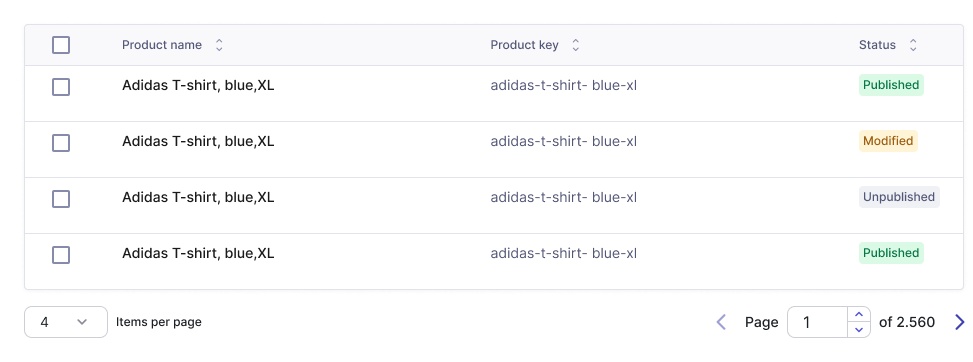 Product name Product key Status
Adidas T-shirt, blue,XL adidas-t-shirt- blue-xl Published
Adidas T-shirt, blue,XL adidas-t-shirt- blue-xl Modified
Adidas T-shirt, blue,XL adidas-t-shirt- blue-xl Unpublished
Adidas T-shirt, blue,XL adidas-t-shirt- blue-xl Published
4 Items per page Page 1 of 2.560